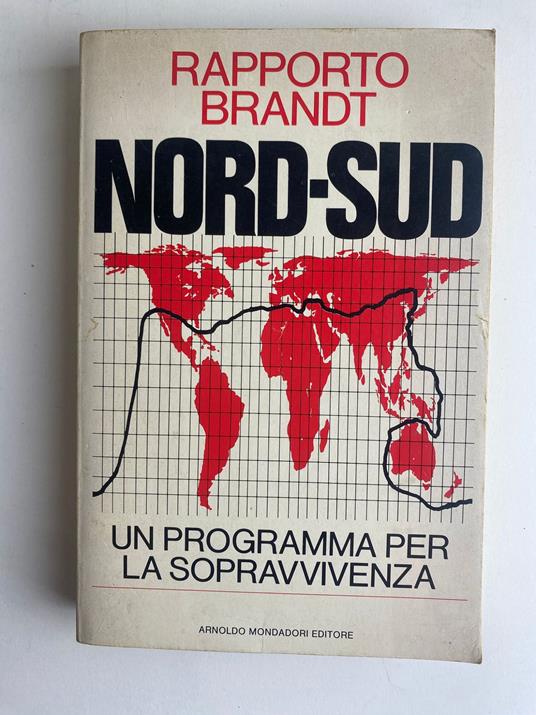 RAPPORTO
BRANDT
NORD-SUD
UN PROGRAMMA PER
LA SOPRAVVIVENZA
ARNOLDO MONDADORI EDITORE